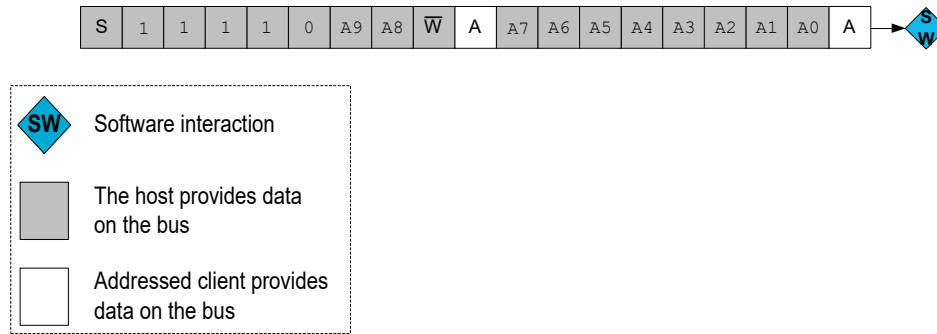 S 1 1 1 1 0 A9 A8 W̅ A A7 A6 A5 A4 A3 A2 A1 A0 A SW
SW Software interaction
The host provides data
on the bus
Addressed client provides
data on the bus